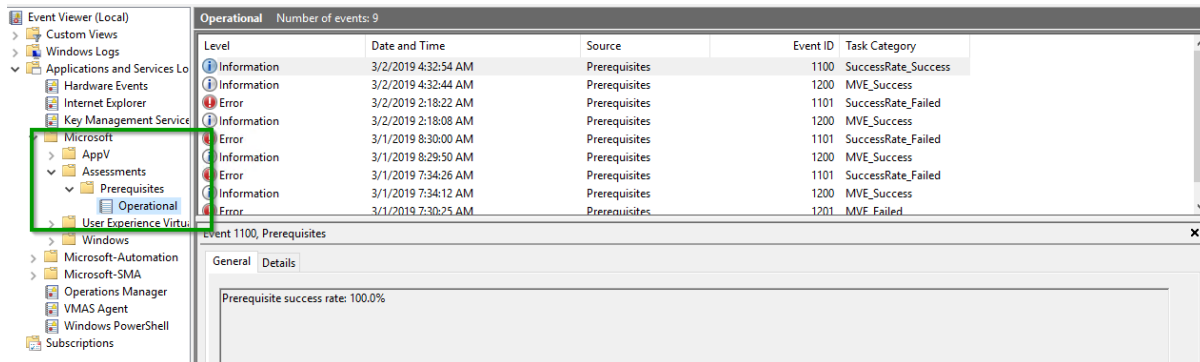 Event Viewer (Local)
Custom Views
Windows Logs
Applications and Services Lo
Hardware Events
Internet Explorer
Key Management Service
Microsoft
AppV
Assessments
Prerequisites
Operational
User Experience Virtu
Windows
Microsoft-Automation
Microsoft-SMA
Operations Manager
VMAS Agent
Windows PowerShell
Subscriptions
Operational Number of events: 9
Level Date and Time Source Event ID Task Category
Information 3/2/2019 4:32:54 AM Prerequisites 1100 SuccessRate_Success
Information 3/2/2019 4:32:44 AM Prerequisites 1200 MVE_Success
Error 3/2/2019 2:18:22 AM Prerequisites 1101 SuccessRate_Failed
Information 3/2/2019 2:18:08 AM Prerequisites 1200 MVE_Success
Error 3/1/2019 8:30:00 AM Prerequisites 1101 SuccessRate_Failed
Information 3/1/2019 8:29:50 AM Prerequisites 1200 MVE_Success
Error 3/1/2019 7:34:26 AM Prerequisites 1101 SuccessRate_Failed
Information 3/1/2019 7:34:12 AM Prerequisites 1200 MVE_Success
Error 3/1/2019 7:30:25 AM Prerequisites 1201 MVE_Failed
Event 1100, Prerequisites
General Details
Prerequisite success rate: 100.0%